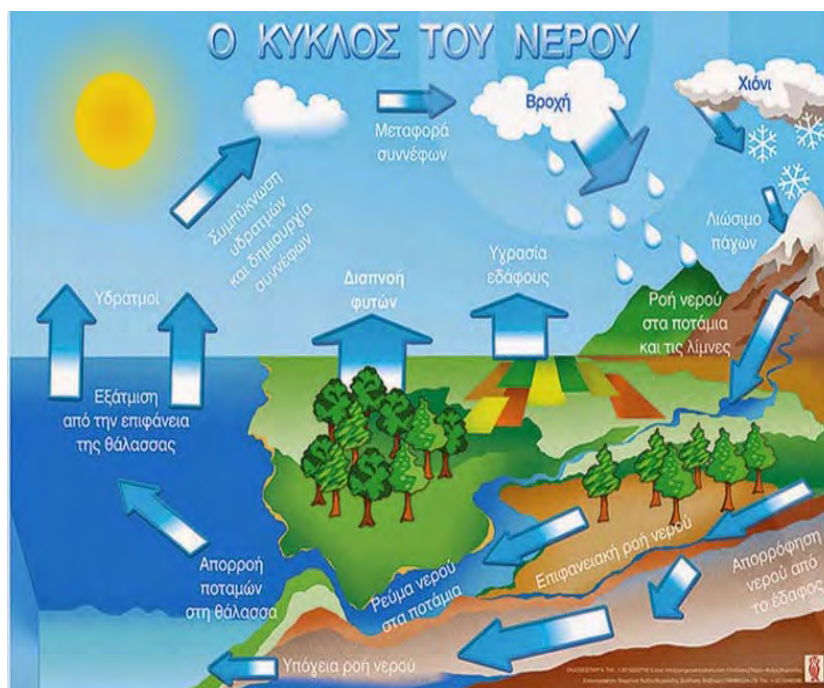 Ο ΚΥΚΛΟΣ ΤΟΥ ΝΕΡΟΥ
Χιόνι
Βροχή
Μεταφορά
συννέφων
Συμπύκνωση
υδρατμών
και δημιουργία
συννέφων
Λιώσιμο
πάγων
Υγρασία
εδάφους
Διαπνοή
φυτών
Υδρατμοί
Ροή νερού
στα ποτάμια
και τις λίμνες
Εξάτμιση
από την επιφάνεια
της θάλασσας
Απορροή
ποταμών
στη θάλασσα
Ρεύμα νερού
στα ποτάμια
Επιφανειακή ροή νερού
Απορρόφηση
νερού από
το έδαφος
Υπόγεια ροή νερού